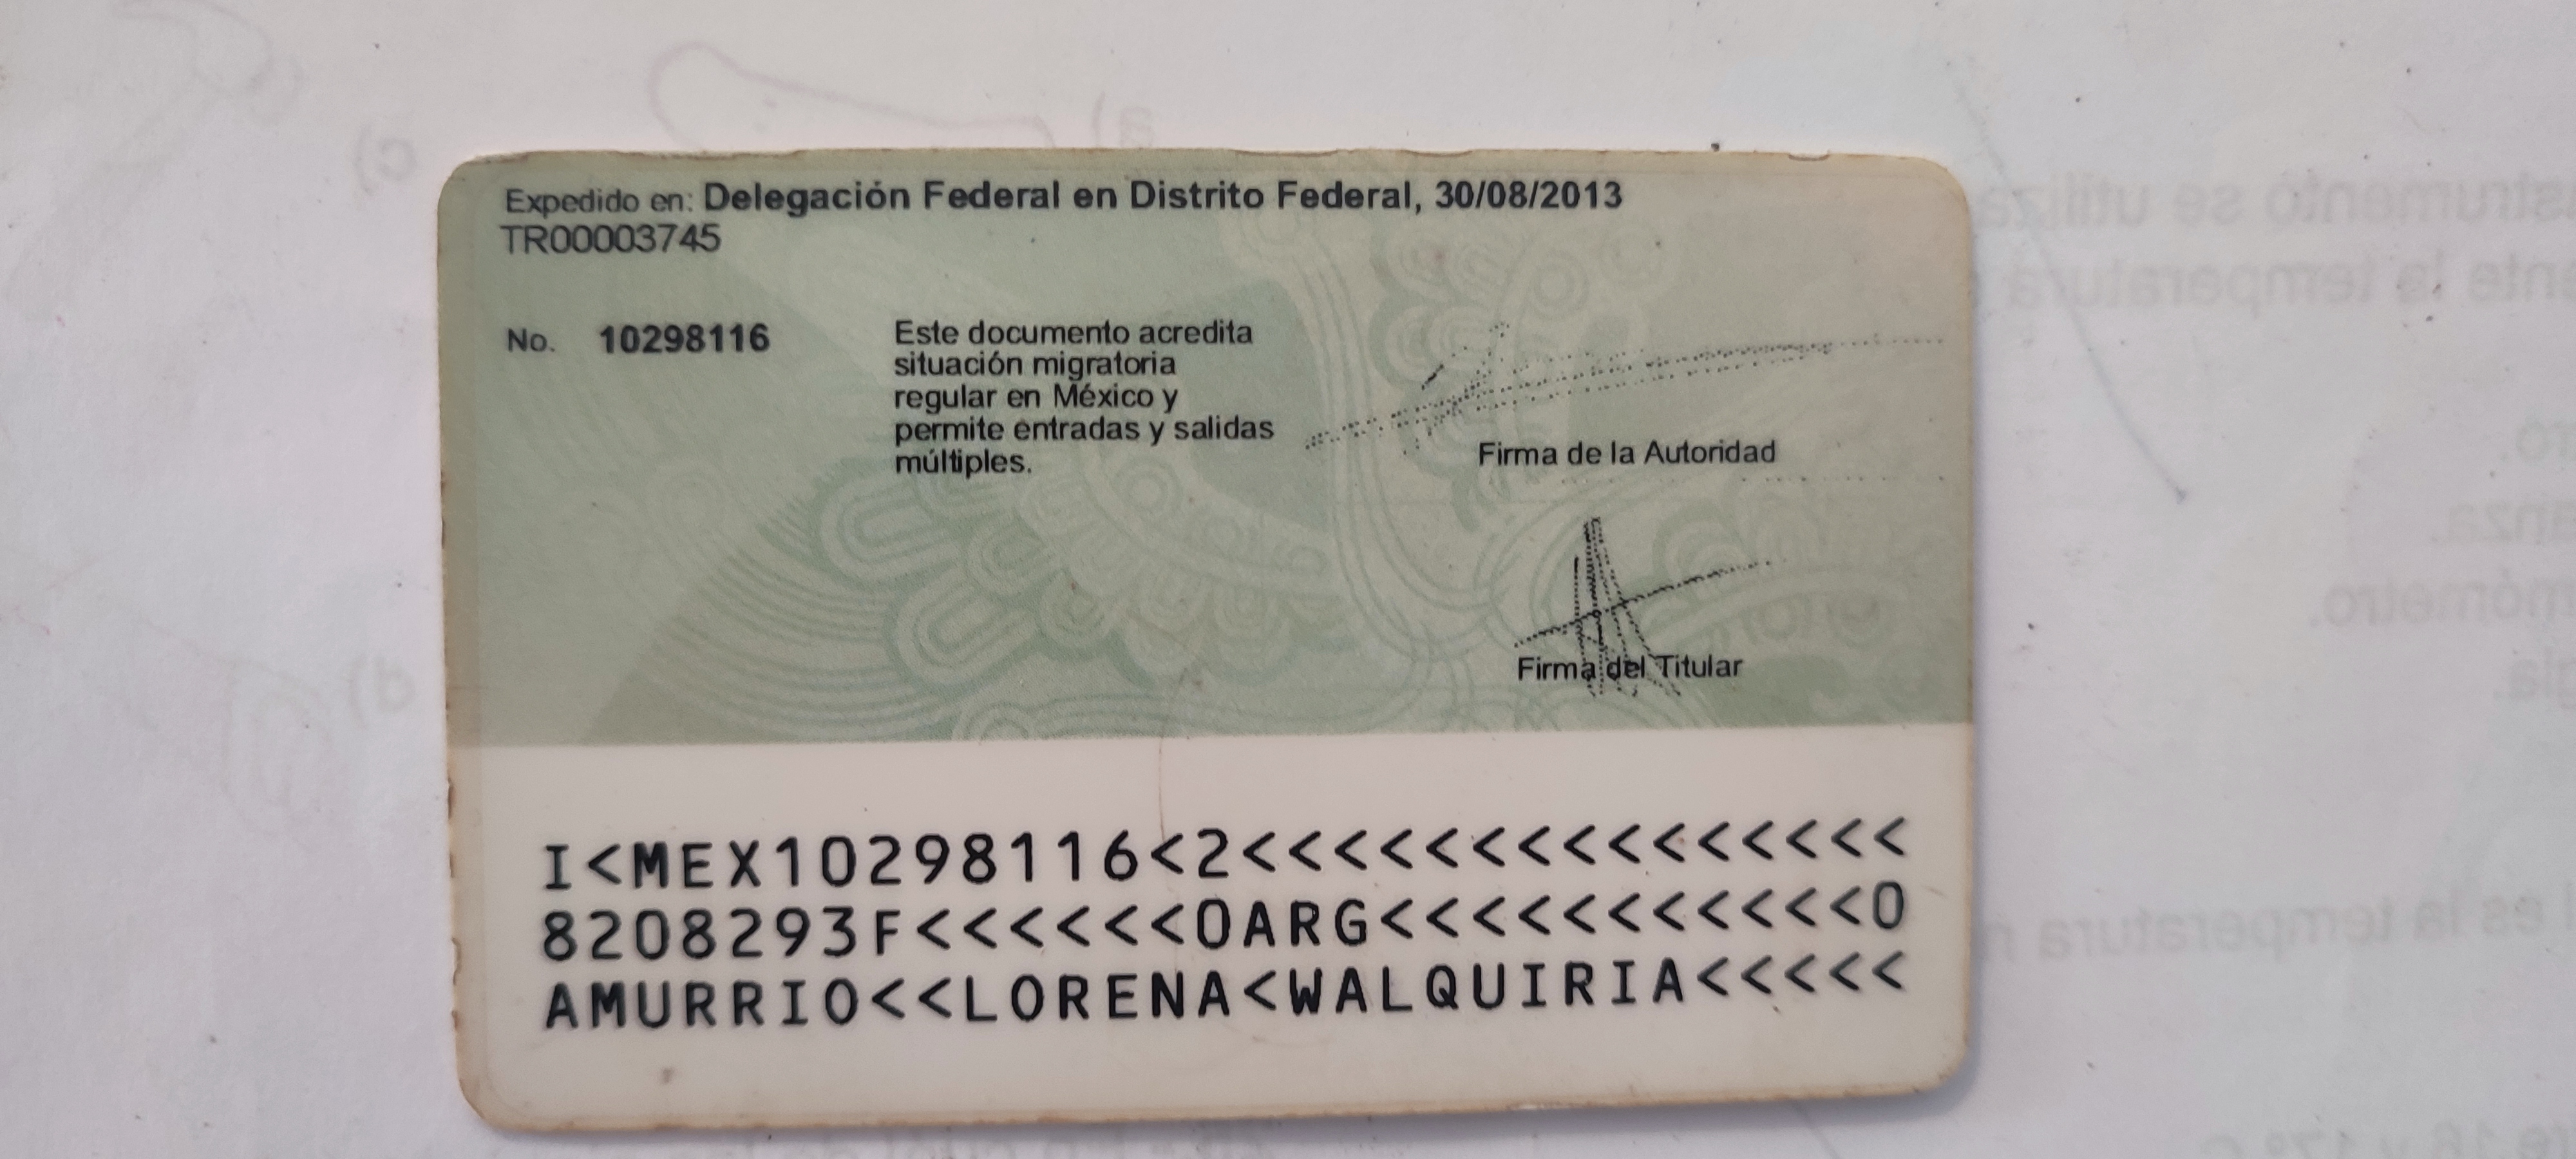 Expedido en: Delegación Federal en Distrito Federal, 30/08/2013
TR00003745
No. 10298116
Este documento acredita
situación migratoria
regular en México y
permite entradas y salidas
múltiples.
Firma de la Autoridad
Firma del Titular
I<MEX10298116<2<<<<<<<<<<<<<<<
8208293F<<<<<<0ARG<<<<<<<<<<<0
AMURRIO<<LORENA<WALQUIRIA<<<<<